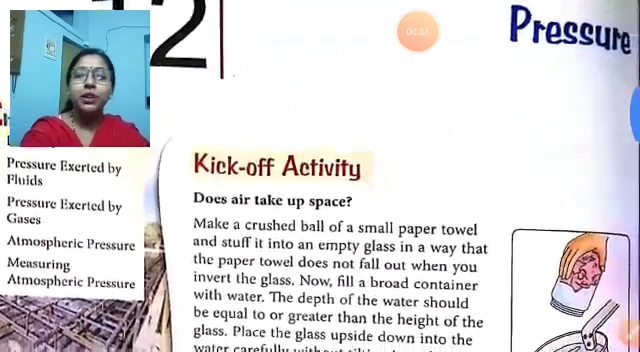 12
00:37
Pressure
Pressure Exerted by
Fluids
Pressure Exerted by
Gases
Atmospheric Pressure
Measuring
Atmospheric Pressure
Kick-off Activity
Does air take up space?
Make a crushed ball of a small paper towel
and stuff it into an empty glass in a way that
the paper towel does not fall out when you
invert the glass. Now, fill a broad container
with water. The depth of the water should
be equal to or greater than the height of the
glass. Place the glass upside down into the
water carefully without